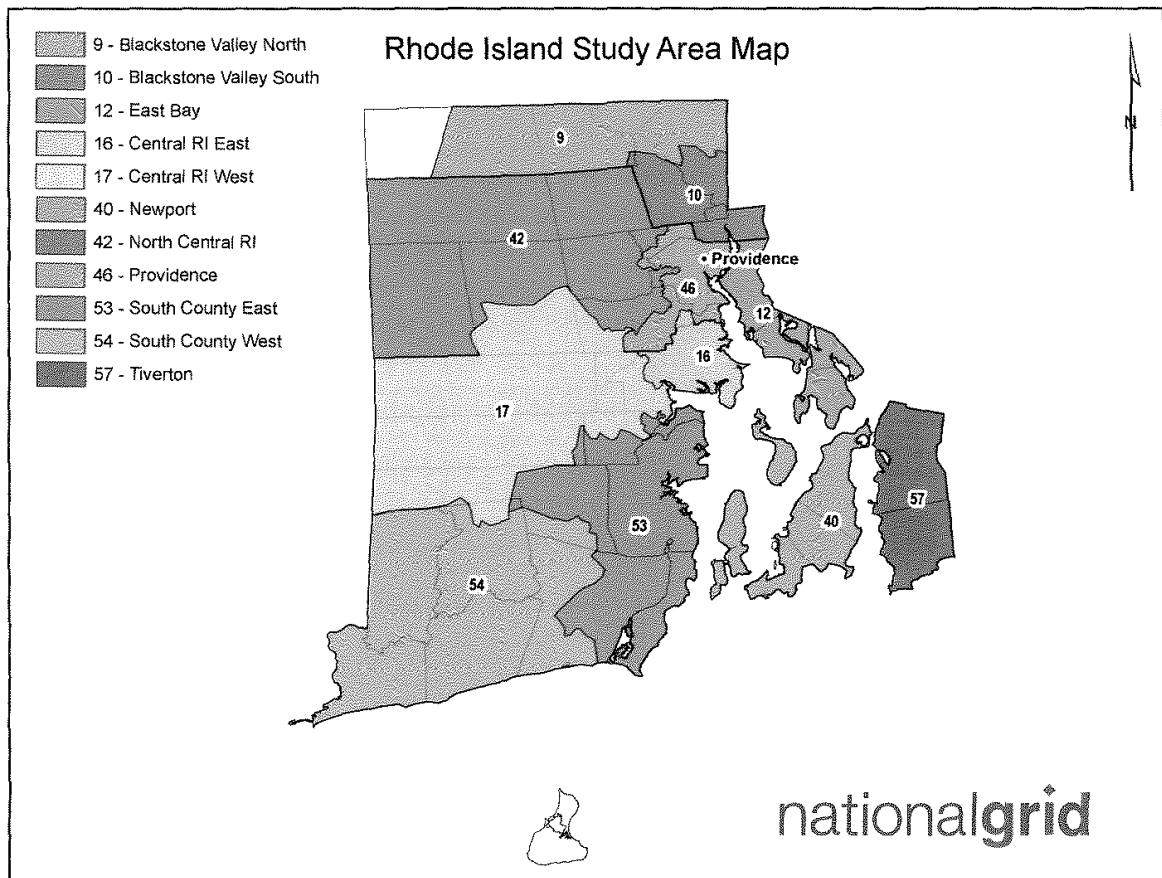 Rhode Island Study Area Map
9 - Blackstone Valley North
10 - Blackstone Valley South
12 - East Bay
16 - Central RI East
17 - Central RI West
40 - Newport
42 - North Central RI
46 - Providence
53 - South County East
54 - South County West
57 - Tiverton
N
9
10
42
Providence
46
12
16
17
57
40
53
54
nationalgrid